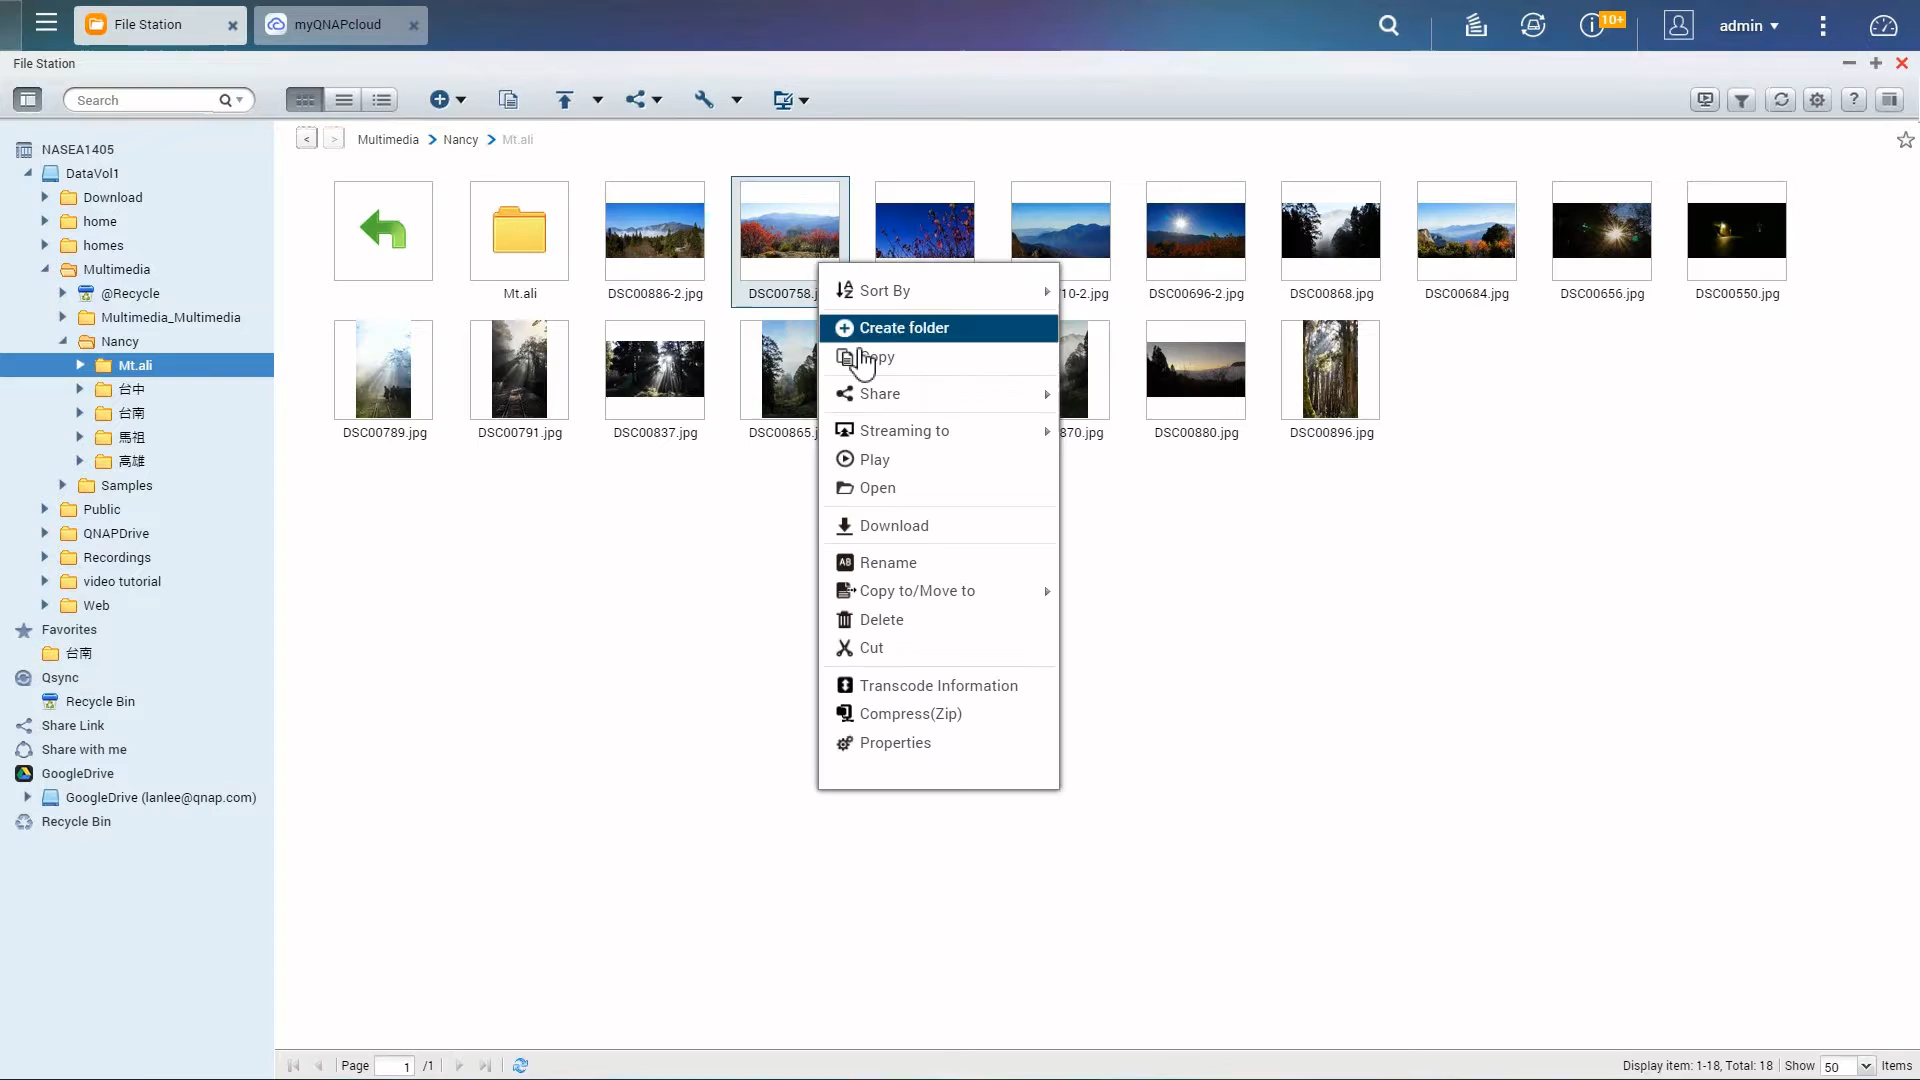 File Station
myQNAPcloud
10+
admin
File Station
Search
Multimedia > Nancy > Mt.ali
NASEA1405
DataVol1
Download
home
homes
Multimedia
@Recycle
Multimedia_Multimedia
Nancy
Mt.ali
台中
台南
馬祖
高雄
Samples
Public
QNAPDrive
Recordings
video tutorial
Web
Favorites
台南
Qsync
Recycle Bin
Share Link
Share with me
GoogleDrive
GoogleDrive (lanlee@qnap.com)
Recycle Bin
Mt.ali
DSC00886-2.jpg
DSC00758.j
10-2.jpg
DSC00696-2.jpg
DSC00868.jpg
DSC00684.jpg
DSC00656.jpg
DSC00550.jpg
DSC00789.jpg
DSC00791.jpg
DSC00837.jpg
DSC00865.j
870.jpg
DSC00880.jpg
DSC00896.jpg
Sort By
Create folder
Copy
Share
Streaming to
Play
Open
Download
Rename
Copy to/Move to
Delete
Cut
Transcode Information
Compress(Zip)
Properties
Page 1 /1
Display item: 1-18, Total: 18 | Show 50 Items